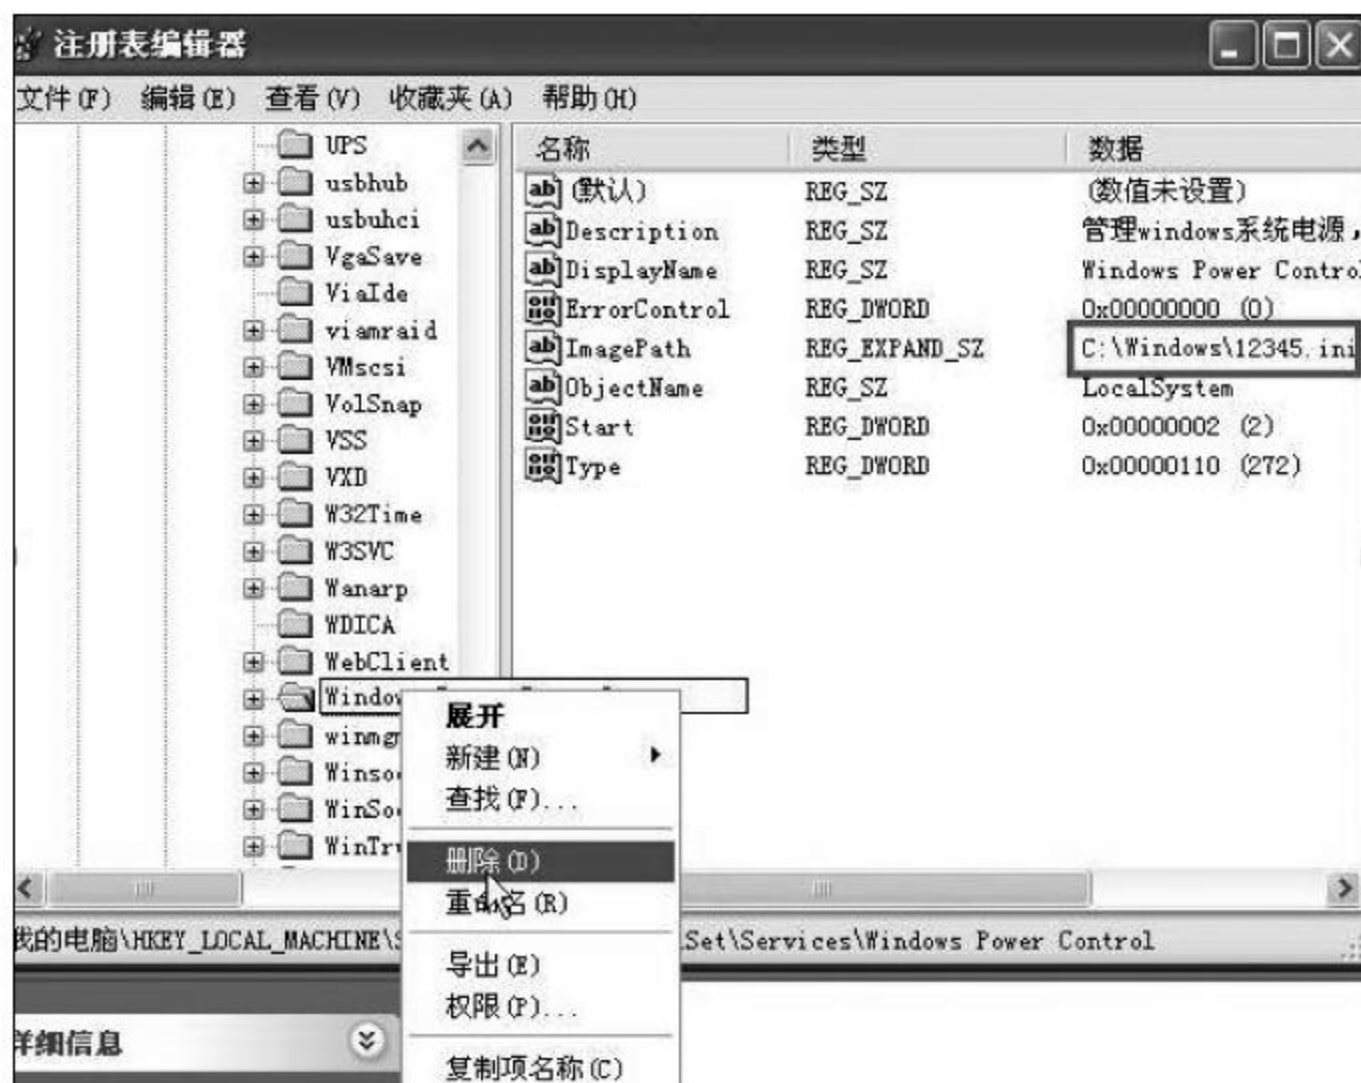 注册表编辑器
文件(F) 编辑(E) 查看(V) 收藏夹(A) 帮助(H)
UPS
usbhub
usbuhci
VgaSave
ViaIde
viamraid
VMscsi
VolSnap
VSS
VXD
W32Time
W3SVC
Wanarp
WDICA
WebClient
Window
winmg
Winso
WinSo
WinTr
名称 类型 数据
(默认) REG_SZ (数值未设置)
Description REG_SZ 管理windows系统电源,
DisplayName REG_SZ Windows Power Control
ErrorControl REG_DWORD 0x00000000 (0)
ImagePath REG_EXPAND_SZ C:\Windows\12345.ini
ObjectName REG_SZ LocalSystem
Start REG_DWORD 0x00000002 (2)
Type REG_DWORD 0x00000110 (272)
展开
新建(N)
查找(F)...
删除(D)
重命名(R)
导出(E)
权限(P)...
复制项名称(C)
我的电脑\HKEY_LOCAL_MACHINE\S Set\Services\Windows Power Control
详细信息